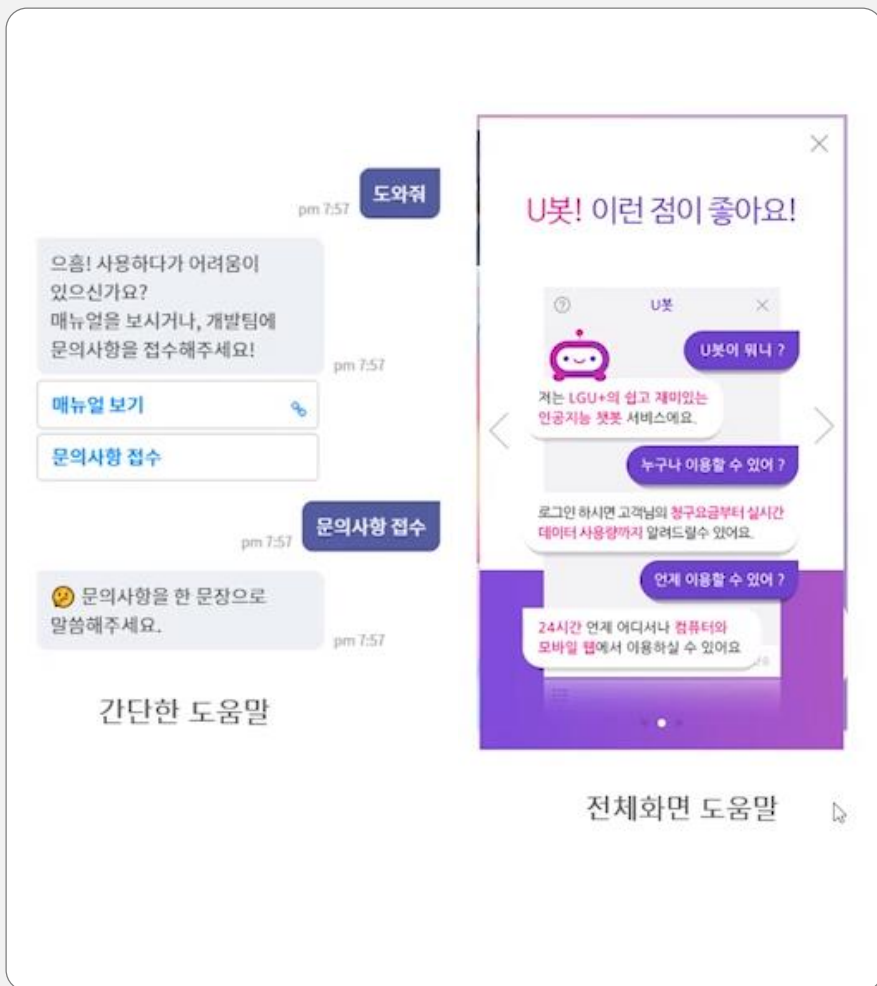 도와줘
pm 7:57
으흠! 사용하다가 어려움이
있으신가요?
매뉴얼을 보시거나, 개발팀에
문의사항을 접수해주세요!
pm 7:57
매뉴얼 보기
문의사항 접수
문의사항 접수
pm 7:57
문의사항을 한 문장으로
말씀해주세요.
pm 7:57
간단한 도움말
U봇! 이런 점이 좋아요!
U봇
U봇이 뭐니 ?
저는 LGU+의 쉽고 재미있는
인공지능 챗봇 서비스에요.
누구나 이용할 수 있어 ?
로그인 하시면 고객님의 청구요금부터 실시간
데이터 사용량까지 알려드릴수 있어요.
언제 이용할 수 있어 ?
24시간 언제 어디서나 컴퓨터와
모바일 웹에서 이용하실 수 있어요
전체화면 도움말